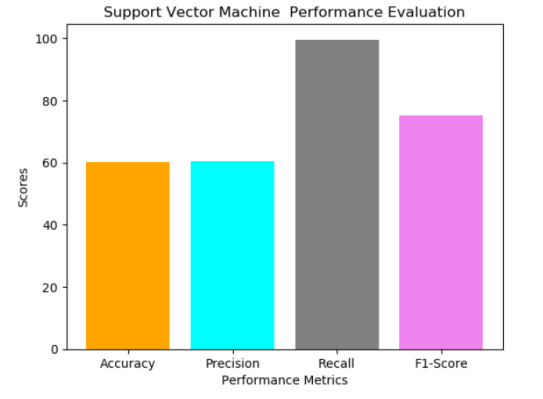 Support Vector Machine  Performance Evaluation
100
80
60
40
20
0
Scores
Accuracy Precision Recall F1-Score
Performance Metrics